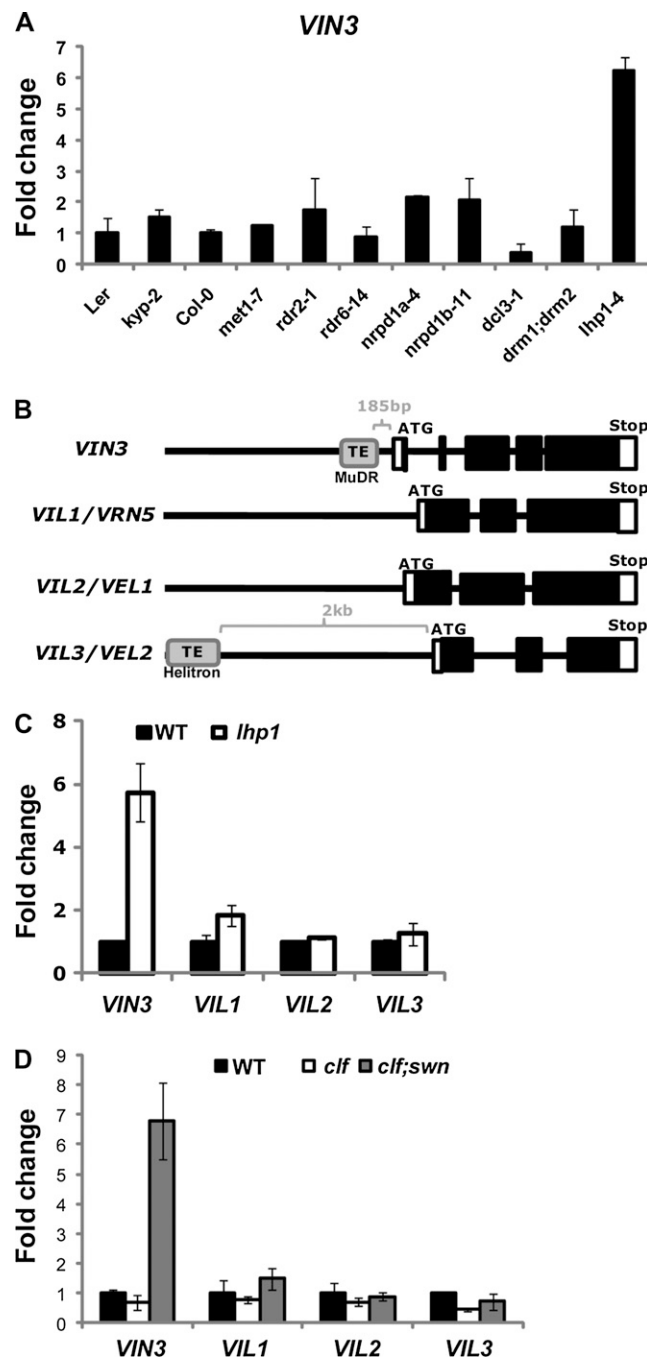 A
VIN3
Fold change
7
6
5
4
3
2
1
0
Ler
kyp-2
Col-0
met1-7
rdr2-1
rdr6-14
nrpd1a-4
nrpd1b-11
dcl3-1
drm1;drm2
lhp1-4
B
185bp
VIN3
TE
MuDR
ATG
Stop
VIL1/VRN5
ATG
Stop
VIL2/VEL1
ATG
Stop
2kb
VIL3/VEL2
TE
Helitron
ATG
Stop
C
WT lhp1
Fold change
8
6
4
2
0
VIN3 VIL1 VIL2 VIL3
D
WT clf clf;swn
Fold change
9
8
7
6
5
4
3
2
1
0
VIN3 VIL1 VIL2 VIL3